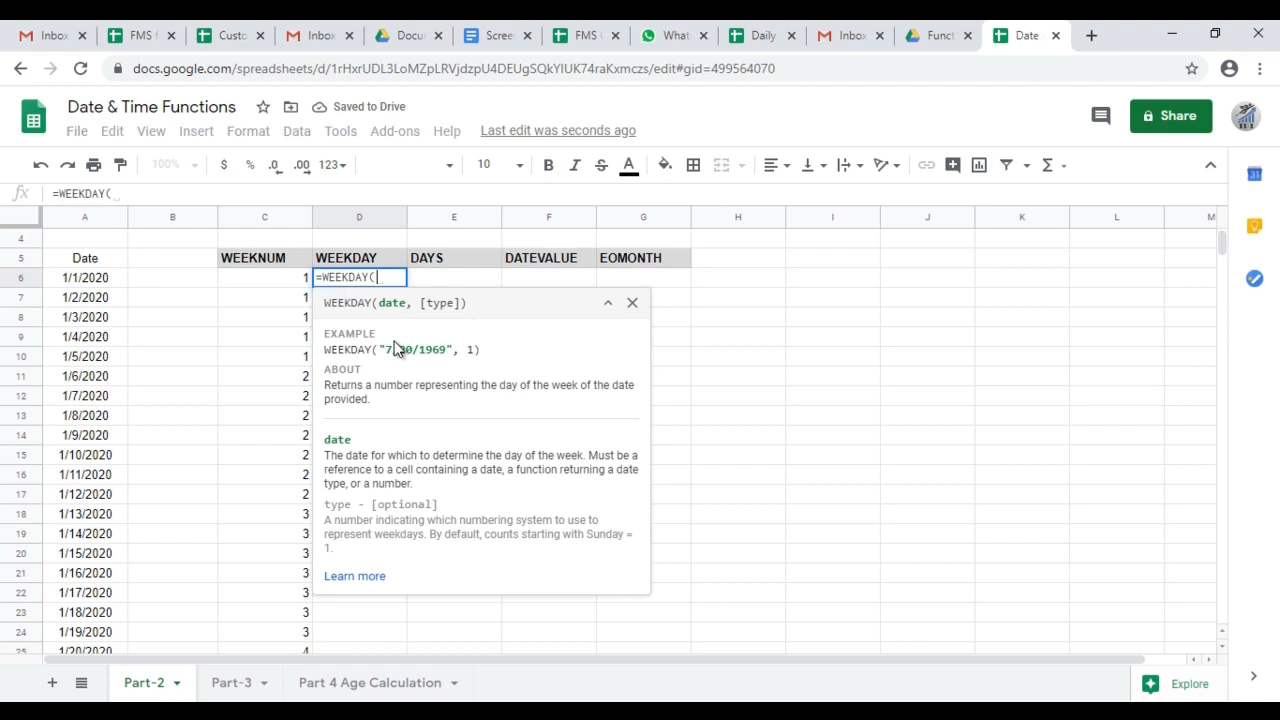 Inbox FMS f Custo Inbox Docu Scree FMS C What Daily Inbox Funct Date
docs.google.com/spreadsheets/d/1rHxrUDL3LoMZpLRVjdzpU4DEUgSQkYlUK74raKxmczs/edit#gid=499564070
Date & Time Functions Saved to Drive
File Edit View Insert Format Data Tools Add-ons Help Last edit was seconds ago
Share
100% $ % .0 .00 123 10 B I S A Σ
fx =WEEKDAY(
A B C D E F G H I J K L M
4
5 Date WEEKNUM WEEKDAY DAYS DATEVALUE EOMONTH
6 1/1/2020 1 =WEEKDAY(
7 1/2/2020 1
8 1/3/2020 1
9 1/4/2020 1
10 1/5/2020 1
11 1/6/2020 2
12 1/7/2020 2
13 1/8/2020 2
14 1/9/2020 2
15 1/10/2020 2
16 1/11/2020 2
17 1/12/2020 2
18 1/13/2020 3
19 1/14/2020 3
20 1/15/2020 3
21 1/16/2020 3
22 1/17/2020 3
23 1/18/2020 3
24 1/19/2020 3
25 1/20/2020 4
WEEKDAY(date, [type])
EXAMPLE
WEEKDAY("7/20/1969", 1)
ABOUT
Returns a number representing the day of the week of the date
provided.
date
The date for which to determine the day of the week. Must be a
reference to a cell containing a date, a function returning a date
type, or a number.
type - [optional]
A number indicating which numbering system to use to
represent weekdays. By default, counts starting with Sunday =
1.
Learn more
Part-2 Part-3 Part 4 Age Calculation Explore